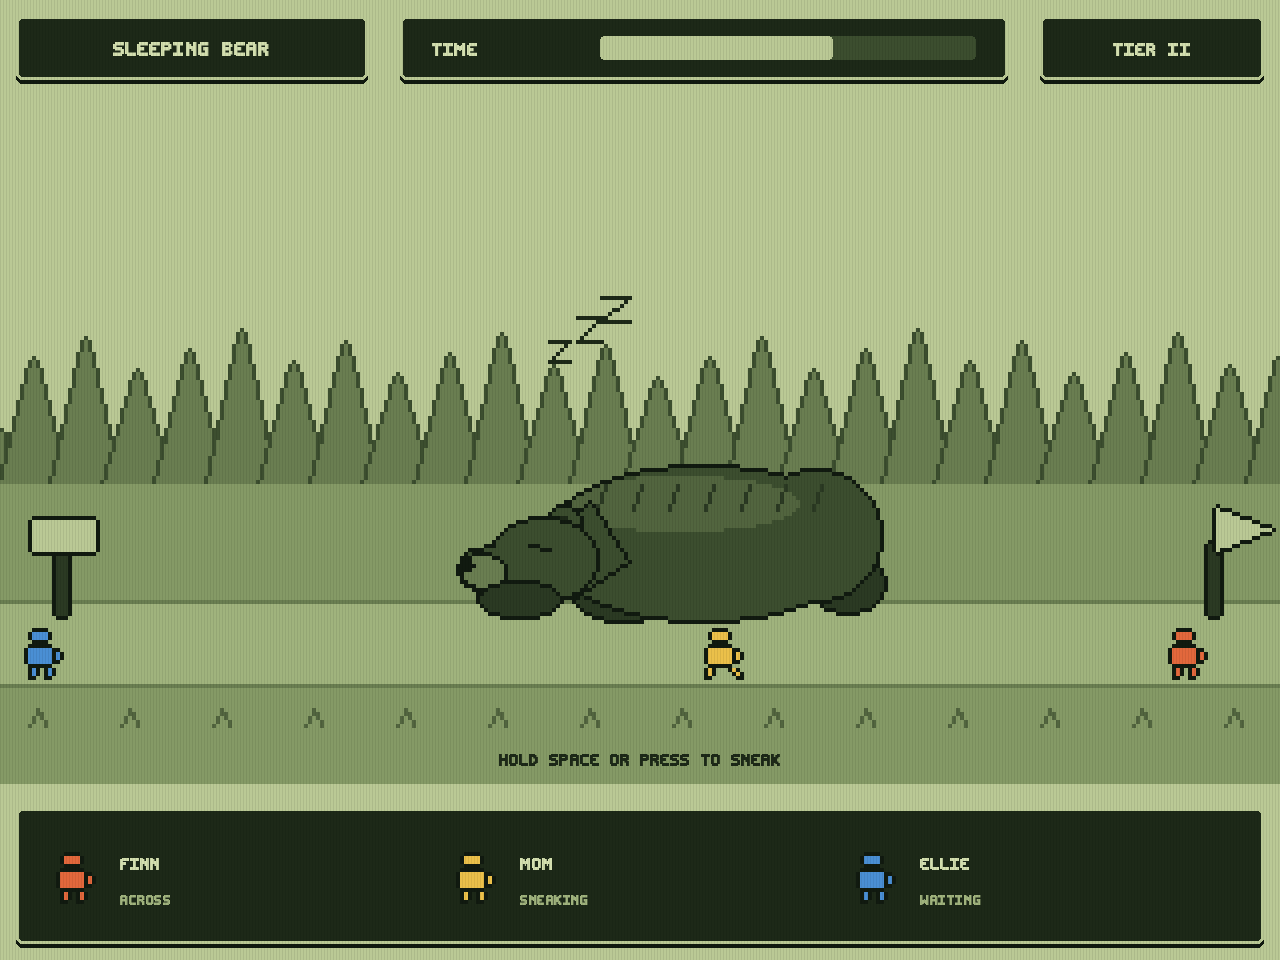 SLEEPING BEAR
TIME
TIER II
Z
Z
Z
HOLD SPACE OR PRESS TO SNEAK
FINN
ACROSS
MOM
SNEAKING
ELLIE
WAITING